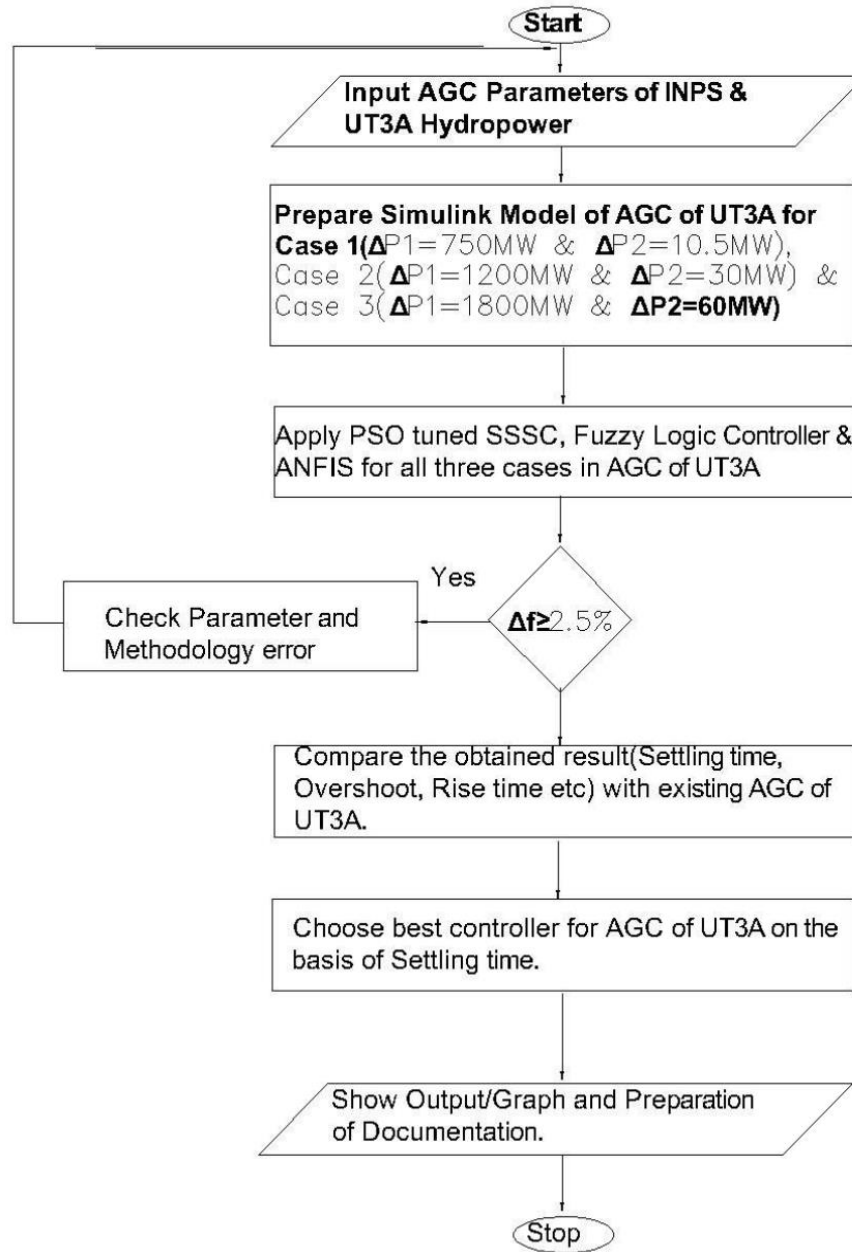 Start
Input AGC Parameters of INPS &
UT3A Hydropower
Prepare Simulink Model of AGC of UT3A for
Case 1(ΔP1=750MW & ΔP2=10.5MW),
Case 2(ΔP1=1200MW & ΔP2=30MW) &
Case 3(ΔP1=1800MW & ΔP2=60MW)
Apply PSO tuned SSSC, Fuzzy Logic Controller &
ANFIS for all three cases in AGC of UT3A
Yes
Δf≥2.5%
Check Parameter and
Methodology error
Compare the obtained result(Settling time,
Overshoot, Rise time etc) with existing AGC of
UT3A.
Choose best controller for AGC of UT3A on the
basis of Settling time.
Show Output/Graph and Preparation
of Documentation.
Stop